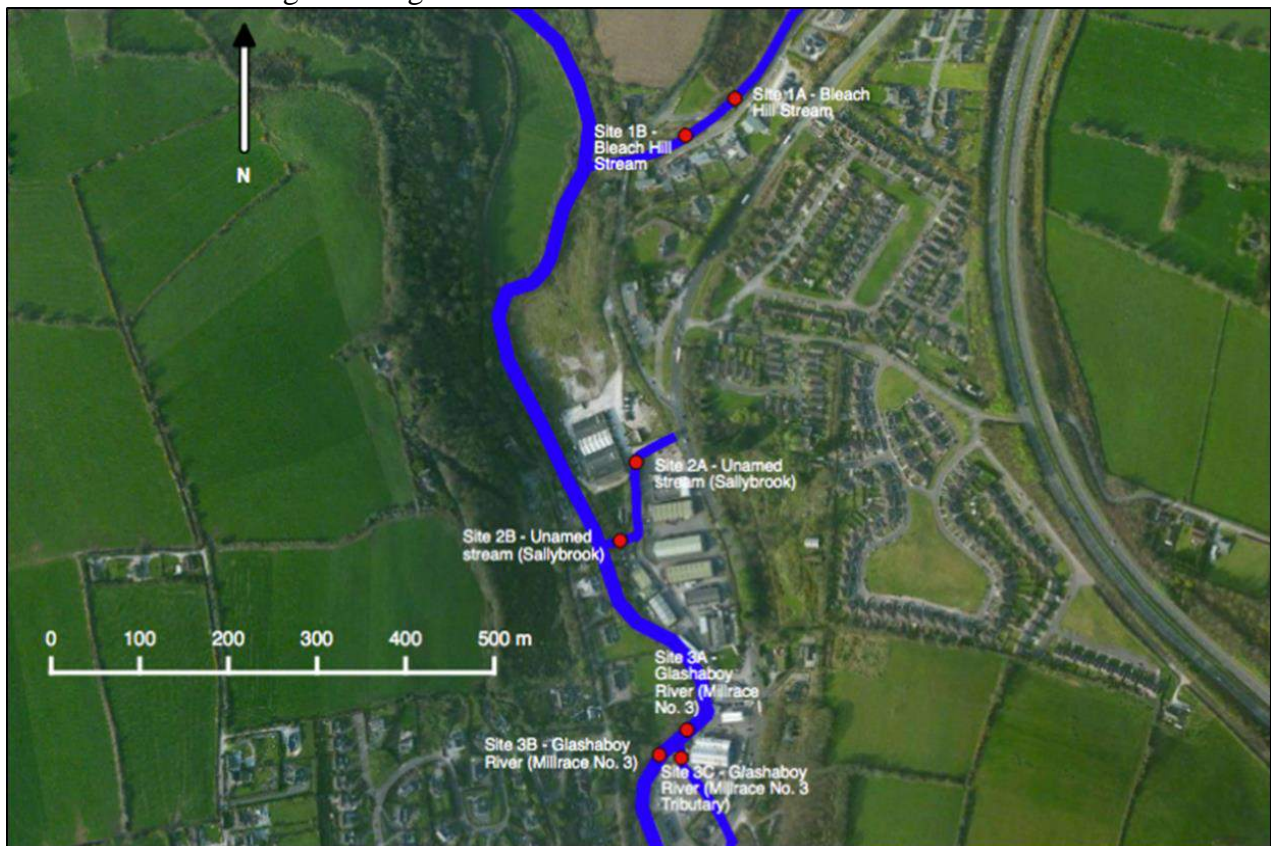 Site 1A - Bleach
Hill Stream
Site 1B -
Bleach Hill
Stream
N
Site 2A - Unamed
stream (Sallybrook)
Site 2B - Unamed
stream (Sallybrook)
0 100 200 300 400 500 m
Site 3A -
Glashaboy
River (Millrace
No. 3)
Site 3B - Glashaboy
River (Millrace No. 3)
Site 3C - Glashaboy
River (Millrace No. 3
Tributary)